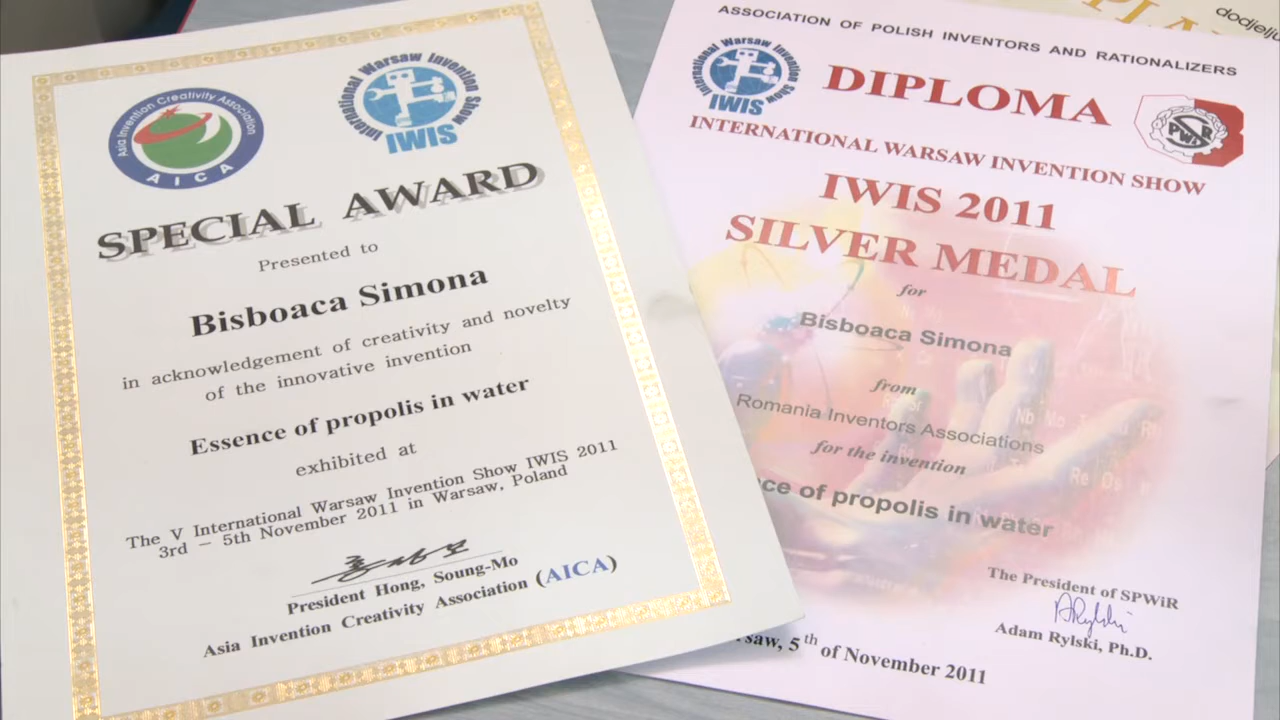 Asia Invention Creativity Association
AICA
International Warsaw Invention Show
IWIS
SPECIAL AWARD
Presented to
Bisboaca Simona
in acknowledgement of creativity and novelty
of the innovative invention
Essence of propolis in water
exhibited at
The V International Warsaw Invention Show IWIS 2011
3rd - 5th November 2011 in Warsaw, Poland
President Hong, Soung-Mo
Asia Invention Creativity Association (AICA)
ASSOCIATION OF POLISH INVENTORS AND RATIONALIZERS
International Warsaw Invention Show
IWIS
DIPLOMA
INTERNATIONAL WARSAW INVENTION SHOW
IWIS 2011
SILVER MEDAL
for
Bisboaca Simona
from
Romania Inventors Associations
for the invention
ce of propolis in water
The President of SPWiR
Adam Rylski, Ph.D.
rsaw, 5th of November 2011
dodjelju